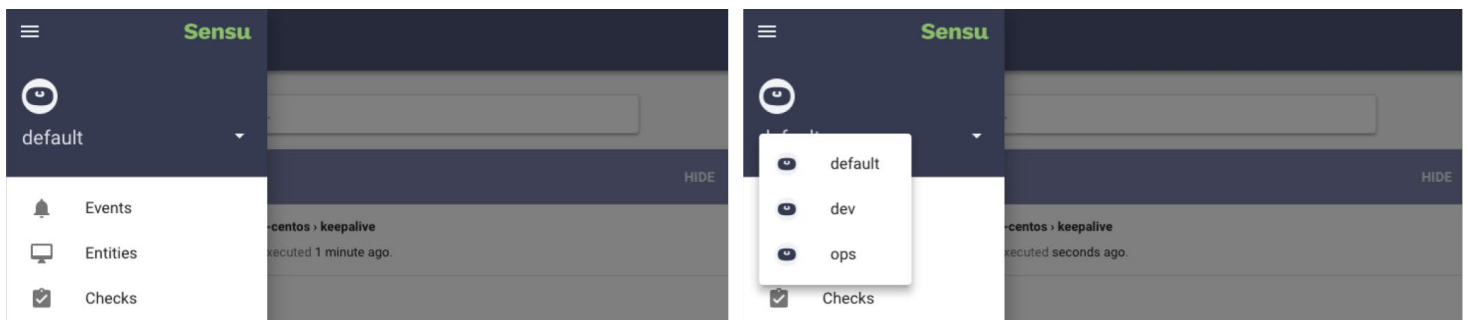 Sensu
default
HIDE
Events
-centos › keepalive
Entities
xecuted 1 minute ago.
Checks
Sensu
default
HIDE
dev
-centos › keepalive
ops
xecuted seconds ago.
Checks